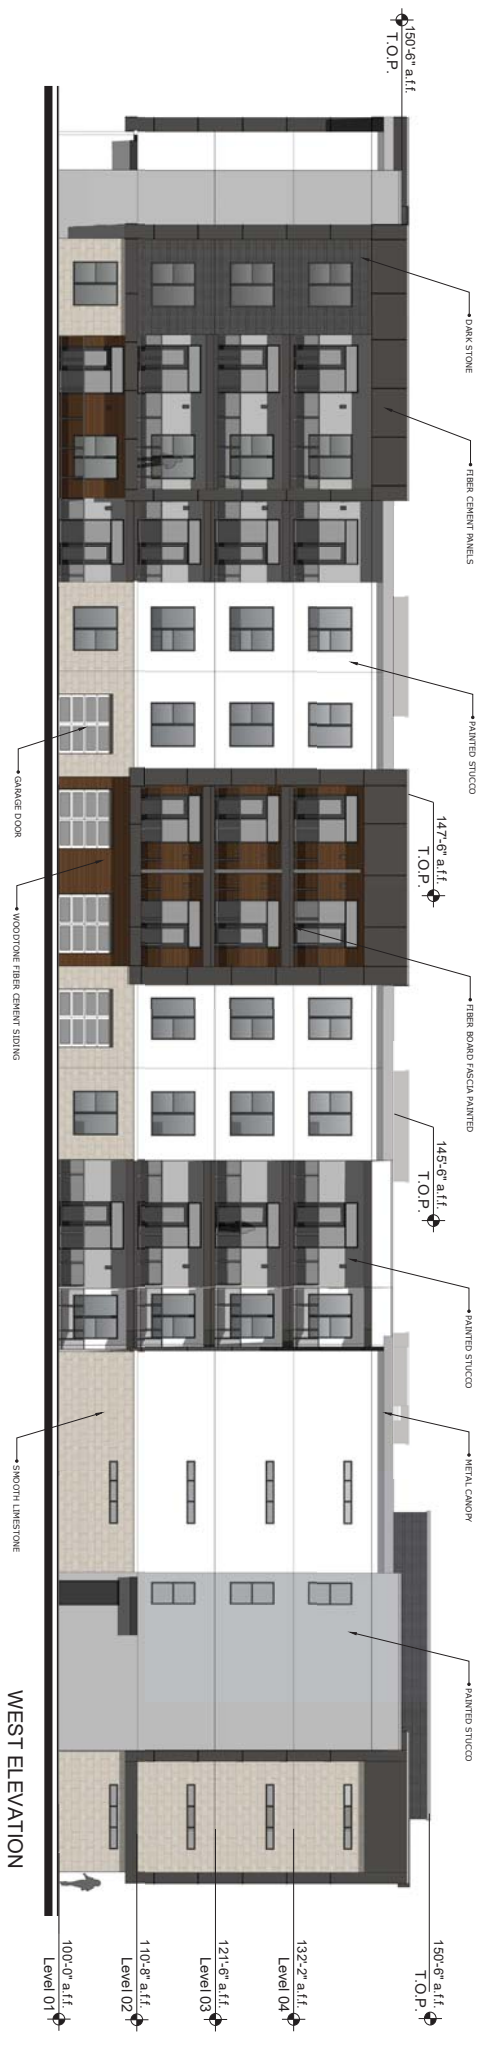 150'-6" a.f.f.
T.O.P.
DARK STONE
FIBER CEMENT PANELS
PAINTED STUCCO
147'-6" a.f.f.
T.O.P.
FIBER BOARD FASCIA PAINTED
145'-6" a.f.f.
T.O.P.
PAINTED STUCCO
METAL CANOPY
PAINTED STUCCO
150'-6" a.f.f.
T.O.P.
132'-2" a.f.f.
Level 04
121'-6" a.f.f.
Level 03
110'-8" a.f.f.
Level 02
100'-0" a.f.f.
Level 01
GARAGE DOOR
WOODTONE FIBER CEMENT SIDING
SMOOTH LIMESTONE
WEST ELEVATION